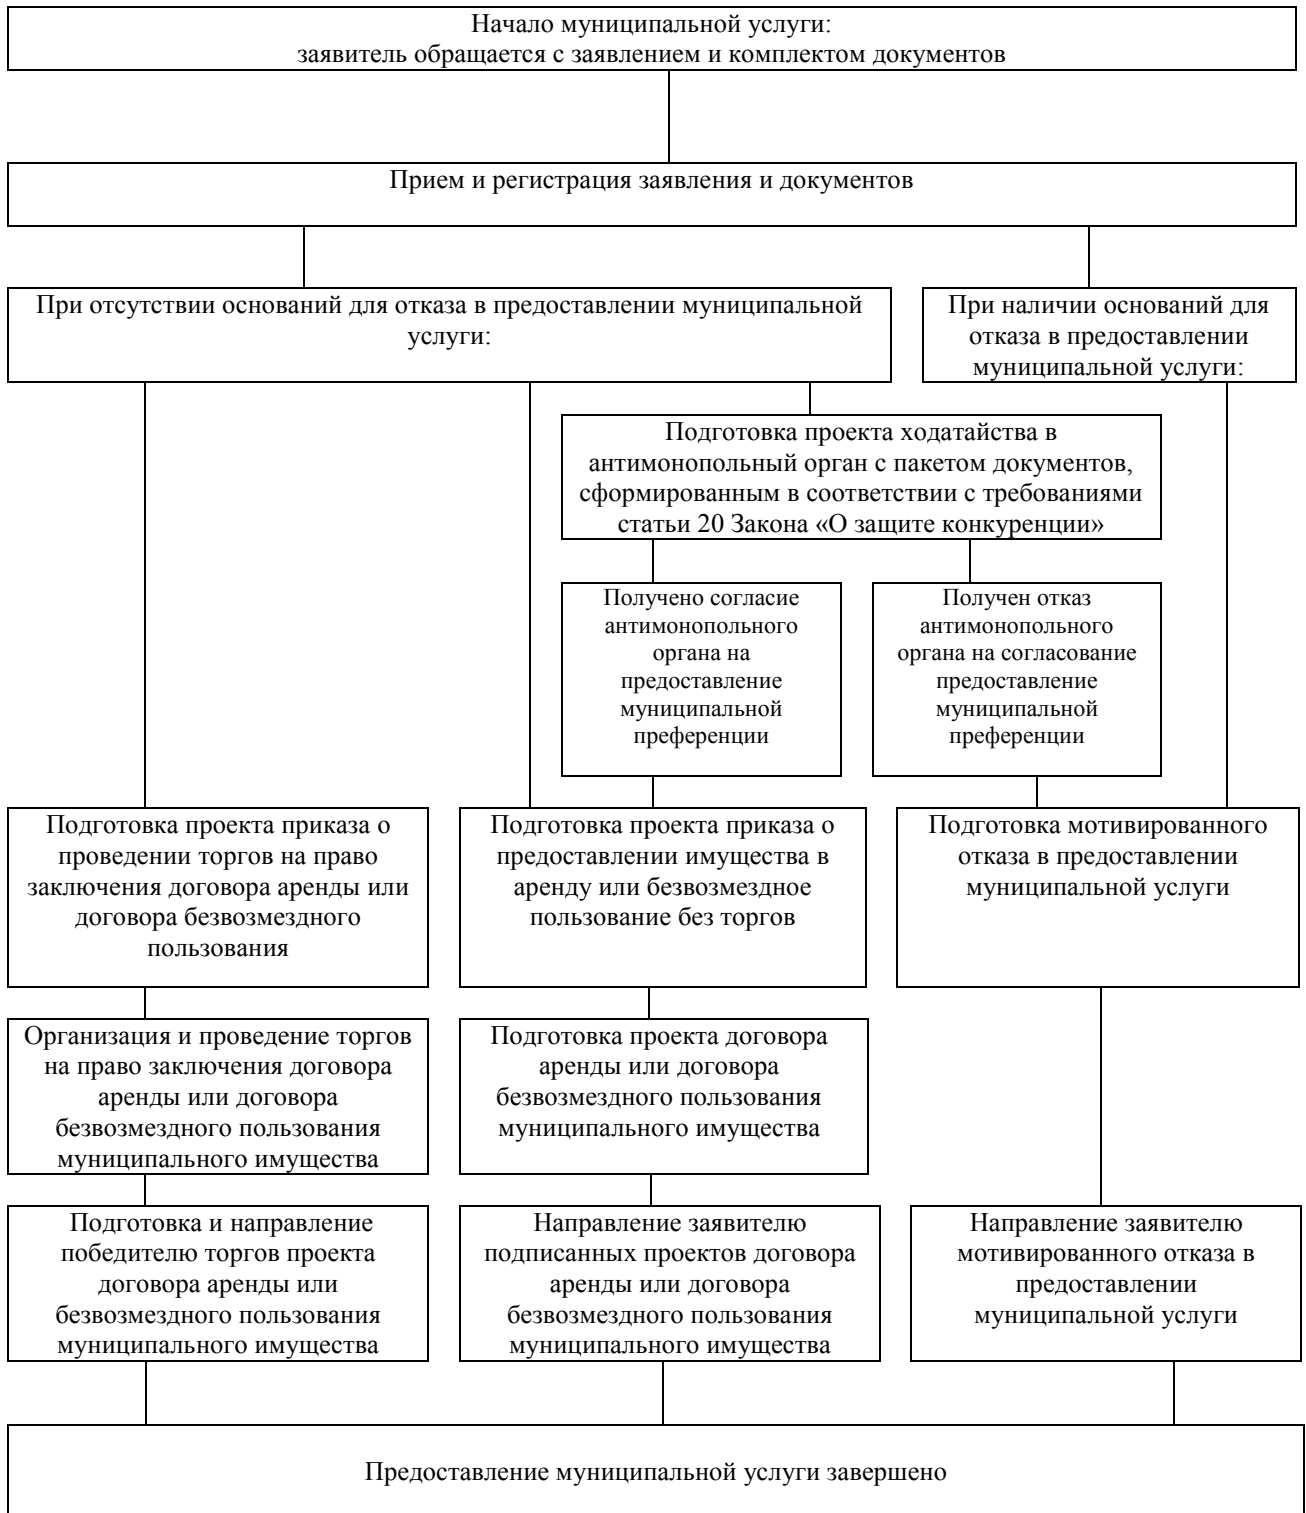 Начало муниципальной услуги:
заявитель обращается с заявлением и комплектом документов
Прием и регистрация заявления и документов
При отсутствии оснований для отказа в предоставлении муниципальной
услуги:
При наличии оснований для
отказа в предоставлении
муниципальной услуги:
Подготовка проекта ходатайства в
антимонопольный орган с пакетом документов,
сформированным в соответствии с требованиями
статьи 20 Закона «О защите конкуренции»
Получено согласие
антимонопольного
органа на
предоставление
муниципальной
преференции
Получен отказ
антимонопольного
органа на согласование
предоставление
муниципальной
преференции
Подготовка проекта приказа о
проведении торгов на право
заключения договора аренды или
договора безвозмездного
пользования
Подготовка проекта приказа о
предоставлении имущества в
аренду или безвозмездное
пользование без торгов
Подготовка мотивированного
отказа в предоставлении
муниципальной услуги
Организация и проведение торгов
на право заключения договора
аренды или договора
безвозмездного пользования
муниципального имущества
Подготовка проекта договора
аренды или договора
безвозмездного пользования
муниципального имущества
Подготовка и направление
победителю торгов проекта
договора аренды или
безвозмездного пользования
муниципального имущества
Направление заявителю
подписанных проектов договора
аренды или договора
безвозмездного пользования
муниципального имущества
Направление заявителю
мотивированного отказа в
предоставлении
муниципальной услуги
Предоставление муниципальной услуги завершено